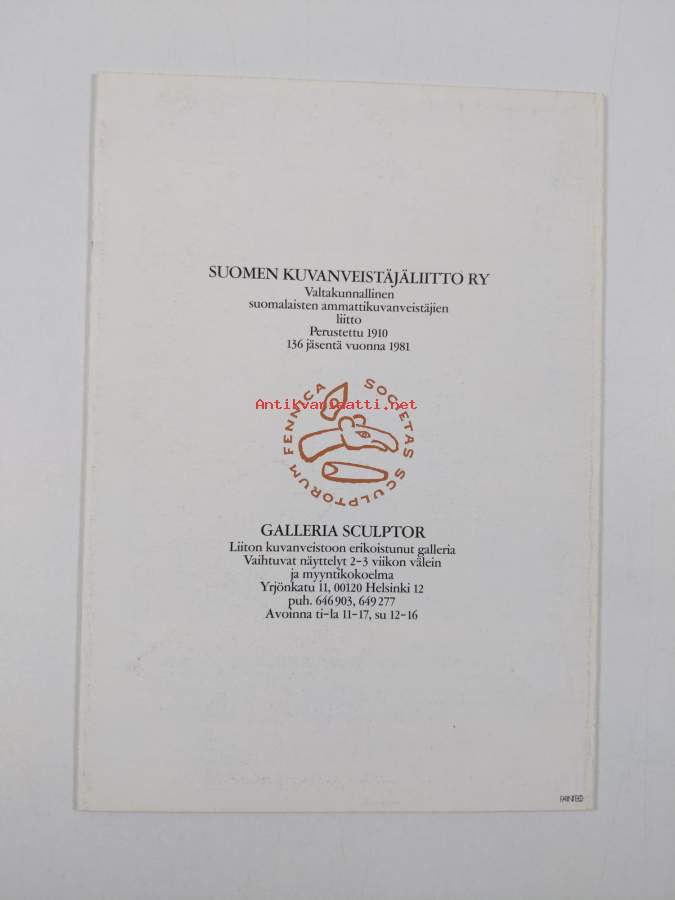 SUOMEN KUVANVEISTÄJÄLIITTO RY
Valtakunnallinen
suomalaisten ammattikuvanveistäjien
liitto
Perustettu 1910
136 jäsentä vuonna 1981
SOCIETAS SCULPTORUM FENNICA
Antikvariaatti.net
GALLERIA SCULPTOR
Liiton kuvanveistoon erikoistunut galleria
Vaihtuvat näyttelyt 2-3 viikon välein
ja myyntikokoelma
Yrjönkatu 11, 00120 Helsinki 12
puh. 646 903, 649 277
Avoinna ti-la 11-17, su 12-16